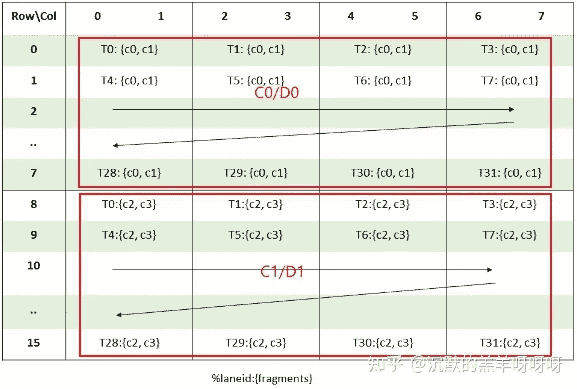 Row\Col 0 1 2 3 4 5 6 7
0 T0: {c0, c1} T1: {c0, c1} T2: {c0, c1} T3: {c0, c1}
1 T4: {c0, c1} T5: {c0, c1} T6: {c0, c1} T7: {c0, c1}
C0/D0
2
..
7 T28: {c0, c1} T29: {c0, c1} T30: {c0, c1} T31: {c0, c1}
8 T0:{c2, c3} T1:{c2, c3} T2:{c2, c3} T3:{c2, c3}
9 T4:{c2, c3} T5:{c2, c3} T6:{c2, c3} T7:{c2, c3}
10
C1/D1
..
15 T28:{c2, c3} T29:{c2, c3} T30:{c2, c3} T31:{c2, c3}
知乎 @沉默的羔羊呀呀呀
%laneid:{fragments}